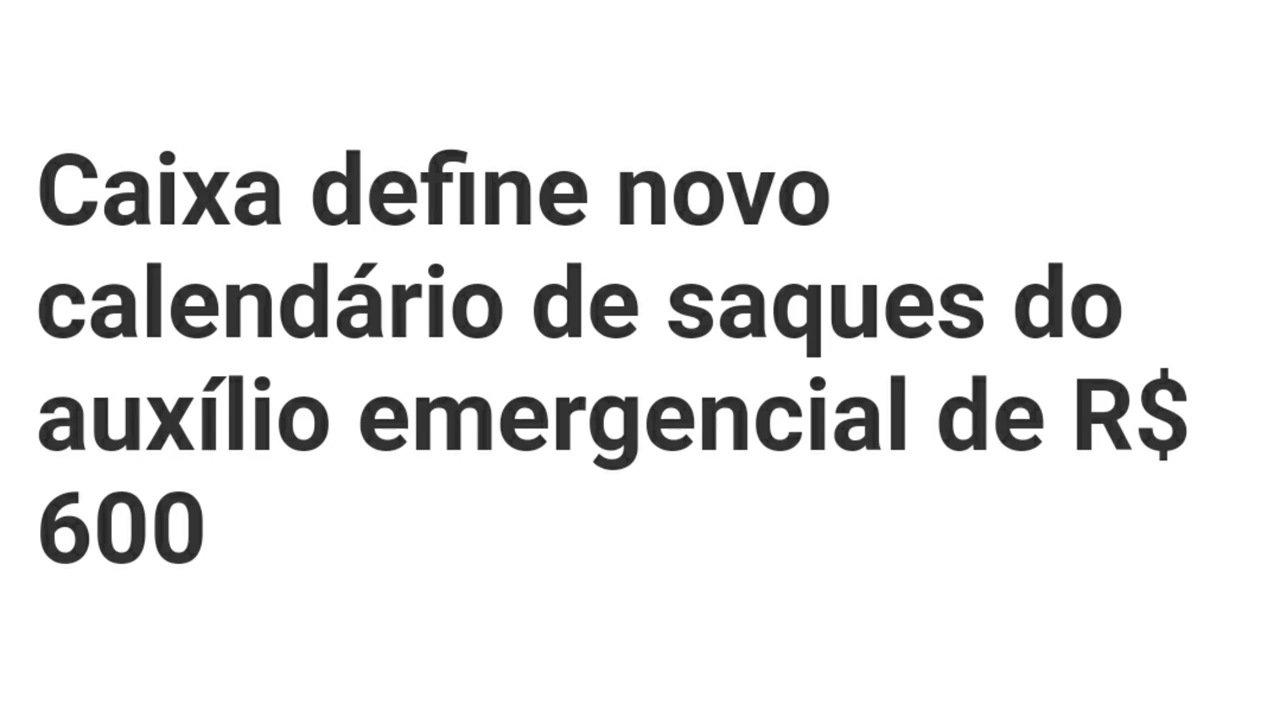 Caixa define novo
calendário de saques do
auxílio emergencial de R$
600